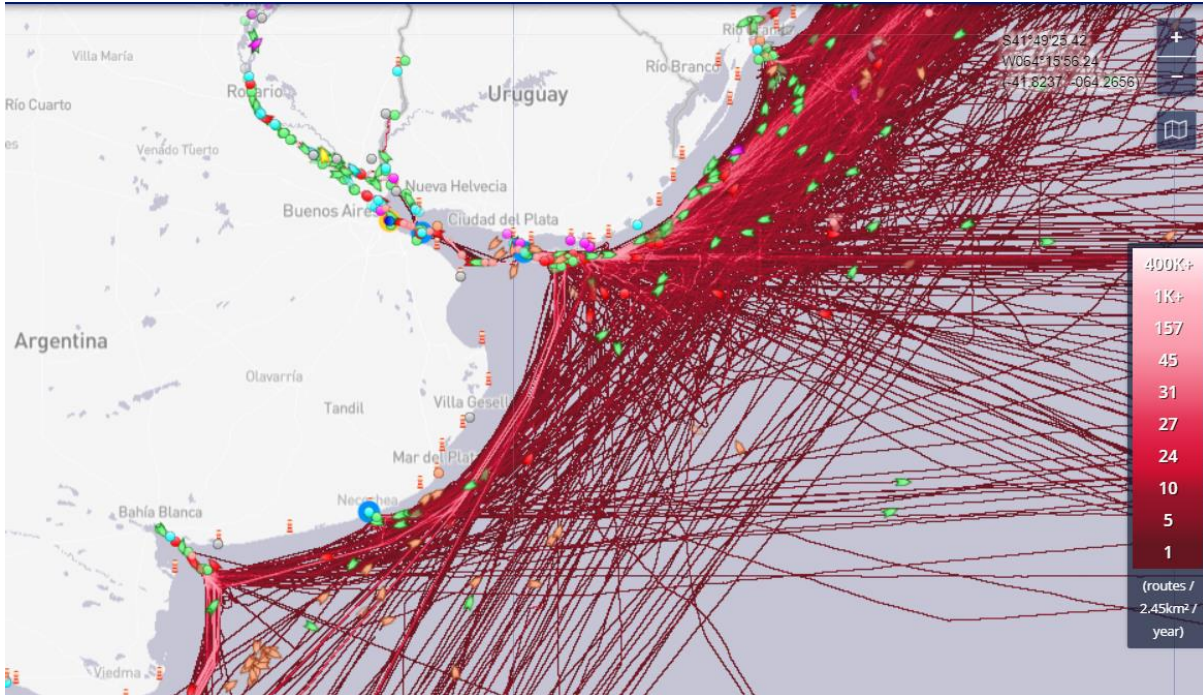 Villa María
Río Cuarto
es
Venado Tuerto
Uruguay
Río Branco
S41°49'25.42
W064°15'56.24
(-41.8237, -064.2656)
+
−
Nueva Helvecia
Buenos Aires
Ciudad del Plata
Argentina
Olavarría
Tandil
Villa Gesell
Mar del Plata
Necochea
Bahía Blanca
Viedma
400K+
1K+
157
45
31
27
24
10
5
1
(routes /
2.45km² /
year)